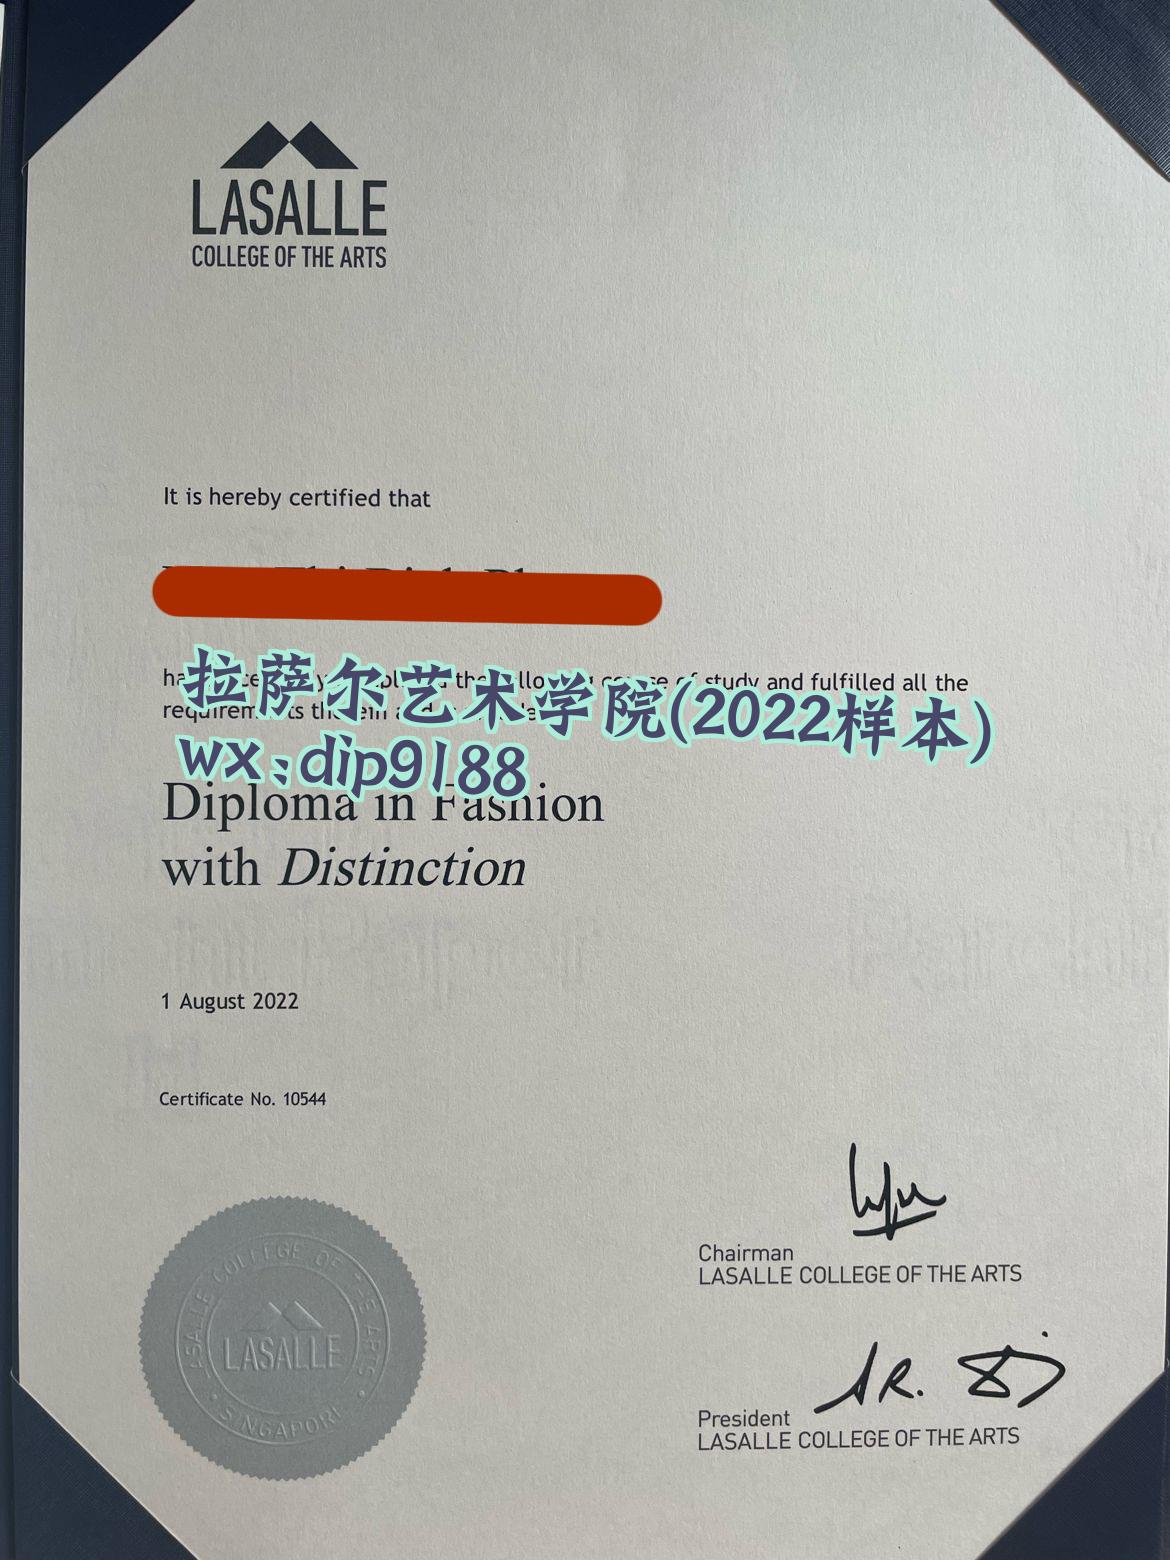 LASALLE
COLLEGE OF THE ARTS
It is hereby certified that
the course of study and fulfilled all the
拉萨尔艺术学院(2022样本)
wx:dip9188
Diploma in Fashion
with Distinction
1 August 2022
Certificate No. 10544
Chairman
LASALLE COLLEGE OF THE ARTS
President
LASALLE COLLEGE OF THE ARTS
LASALLE COLLEGE OF THE ARTS
LASALLE
SINGAPORE